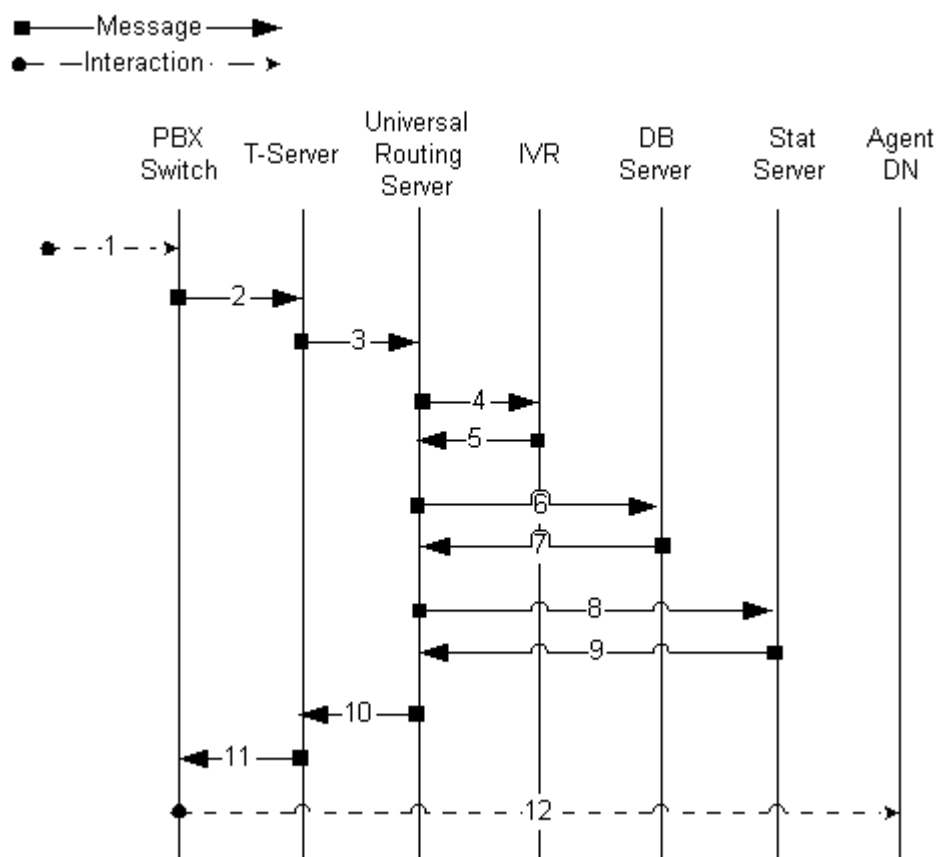 Message
Interaction
PBX
Switch
T-Server
Universal
Routing
Server
IVR
DB
Server
Stat
Server
Agent
DN
1
2
3
4
5
6
7
8
9
10
11
12